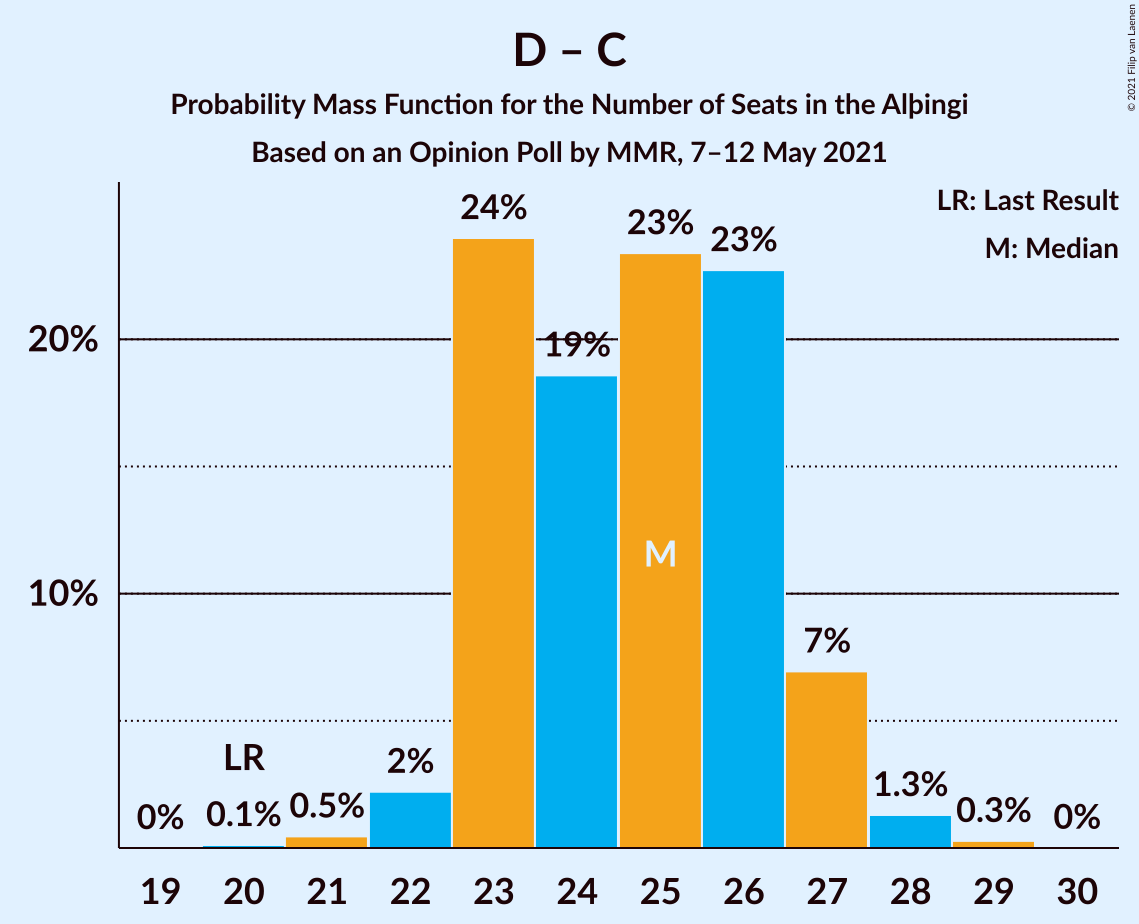 D – C
Probability Mass Function for the Number of Seats in the Alþingi
Based on an Opinion Poll by MMR, 7–12 May 2021
© 2021 Filip van Laenen
LR: Last Result
M: Median
24%
23%
23%
20%
19%
M
10%
7%
LR
2%
1.3%
0%
0.1%
0.5%
0.3%
0%
19 20 21 22 23 24 25 26 27 28 29 30